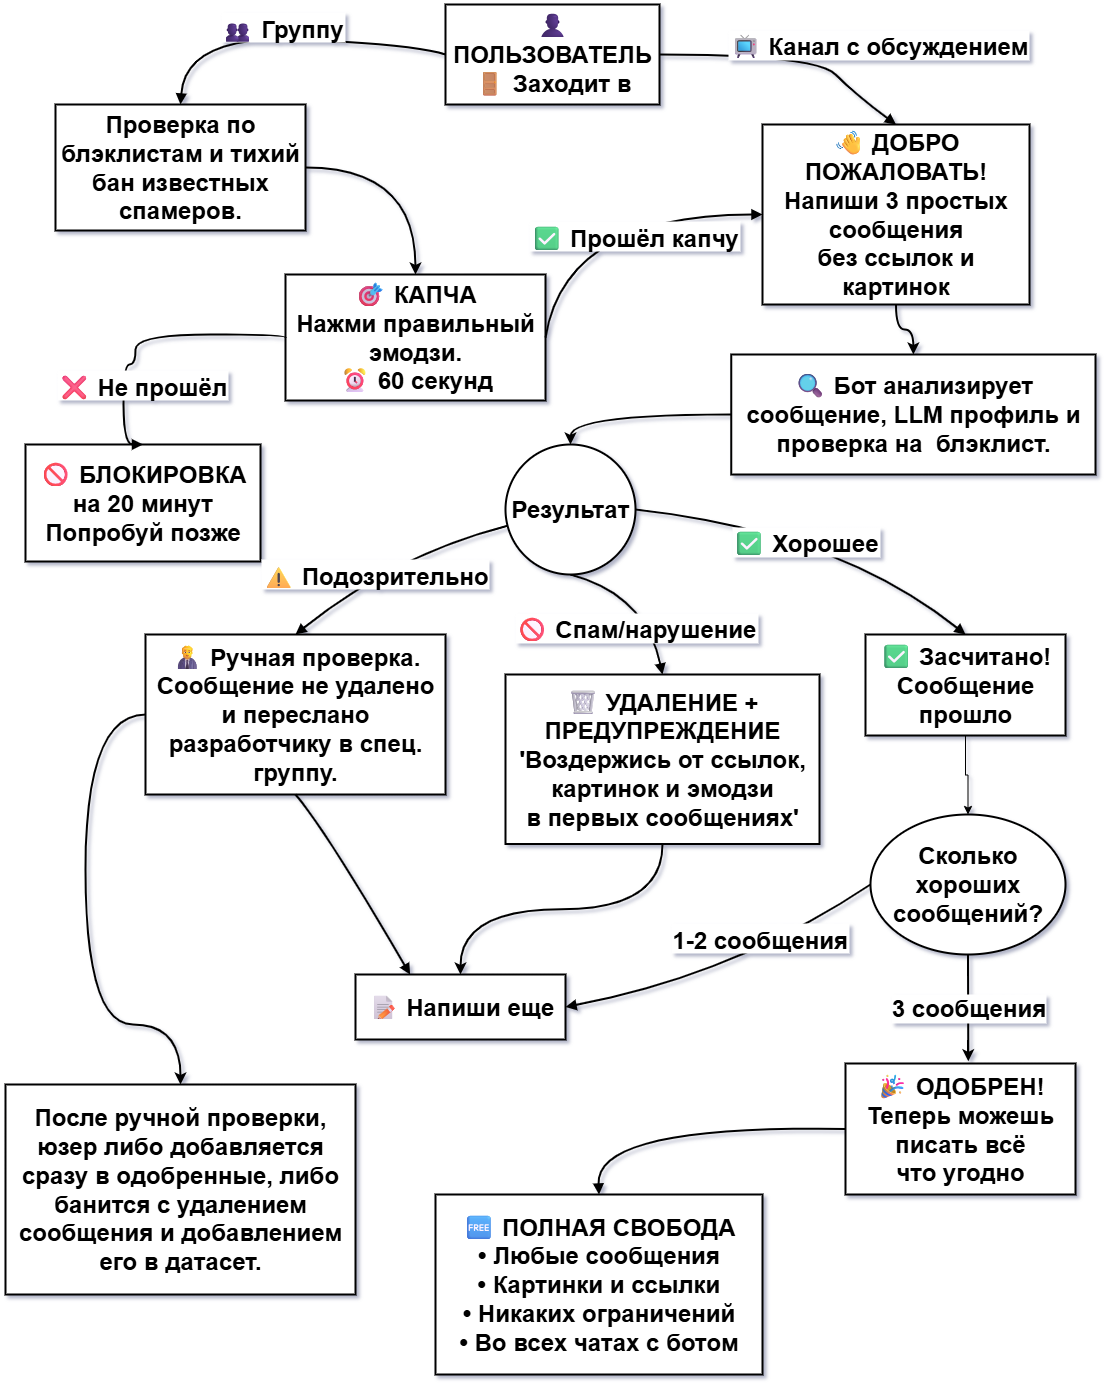 👤
ПОЛЬЗОВАТЕЛЬ
🚪 Заходит в
👥 Группу
📺 Канал с обсуждением
Проверка по
блэклистам и тихий
бан известных
спамеров.
👋 ДОБРО
ПОЖАЛОВАТЬ!
Напиши 3 простых
сообщения
без ссылок и
картинок
✅ Прошёл капчу
🎯 КАПЧА
Нажми правильный
эмодзи.
⏰ 60 секунд
❌ Не прошёл
🔍 Бот анализирует
сообщение, LLM профиль и
проверка на блэклист.
🚫 БЛОКИРОВКА
на 20 минут
Попробуй позже
Результат
✅ Хорошее
⚠️ Подозрительно
🚫 Спам/нарушение
🤦‍♂️ Ручная проверка.
Сообщение не удалено
и переслано
разработчику в спец.
группу.
🗑️ УДАЛЕНИЕ +
ПРЕДУПРЕЖДЕНИЕ
'Воздержись от ссылок,
картинок и эмодзи
в первых сообщениях'
✅ Засчитано!
Сообщение
прошло
Сколько
хороших
сообщений?
1-2 сообщения
📝 Напиши еще
3 сообщения
🎉 ОДОБРЕН!
Теперь можешь
писать всё
что угодно
После ручной проверки,
юзер либо добавляется
сразу в одобренные, либо
банится с удалением
сообщения и добавлением
его в датасет.
🆓 ПОЛНАЯ СВОБОДА
• Любые сообщения
• Картинки и ссылки
• Никаких ограничений
• Во всех чатах с ботом